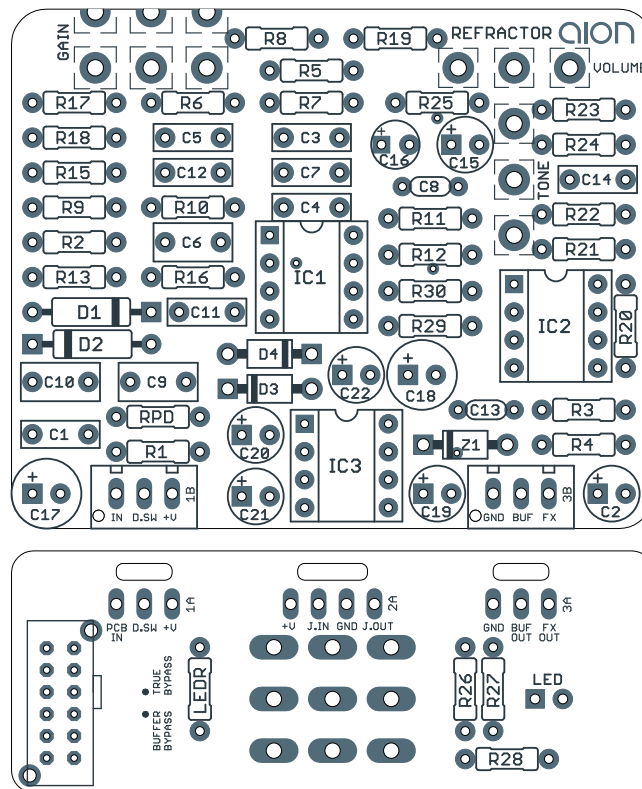 GAIN
R8
R19
REFRACTOR
aion
R5
VOLUME
R17
R6
R7
R25
R23
R18
C5
C3
C16
C15
R24
R15
C12
C7
C8
TONE
C14
R9
R10
C4
R11
R22
R2
C6
R12
R21
R13
R16
IC1
R30
D1
C11
R29
IC2
R20
D2
D4
C10
C9
D3
C22
C18
RPD
C13
R3
C1
C20
R1
IC3
Z1
R4
C17
IN
D.SW
+V
1B
C21
C19
GND
BUF
FX
3B
C2
PCB
IN
D.SW
+V
1A
+V
J.IN
GND
J.OUT
2A
GND
BUF
OUT
FX
OUT
3A
TRUE
BYPASS
BUFFER
BYPASS
LEDR
R26
R27
LED
R28